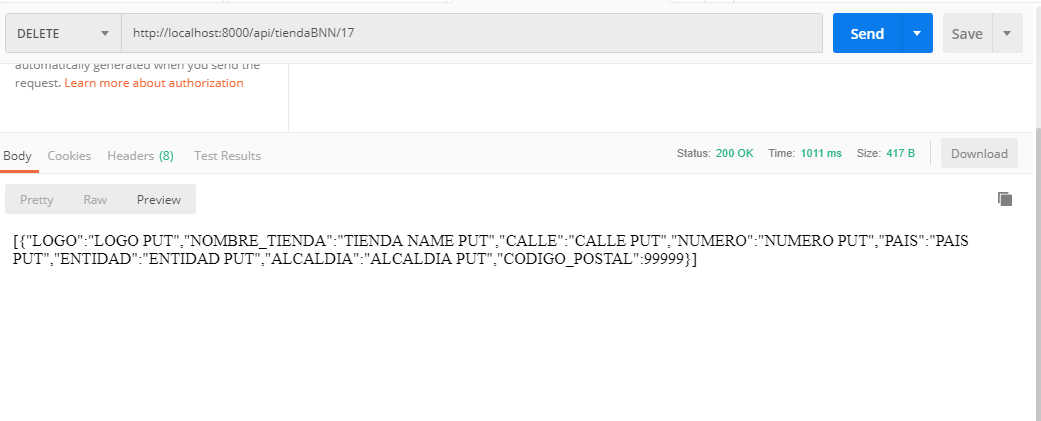 DELETE http://localhost:8000/api/tiendaBNN/17 Send Save
automatically generated when you send the
request. Learn more about authorization
Body Cookies Headers (8) Test Results Status: 200 OK Time: 1011 ms Size: 417 B Download
Pretty Raw Preview
[{"LOGO":"LOGO PUT","NOMBRE_TIENDA":"TIENDA NAME PUT","CALLE":"CALLE PUT","NUMERO":"NUMERO PUT","PAIS":"PAIS
PUT","ENTIDAD":"ENTIDAD PUT","ALCALDIA":"ALCALDIA PUT","CODIGO_POSTAL":99999}]